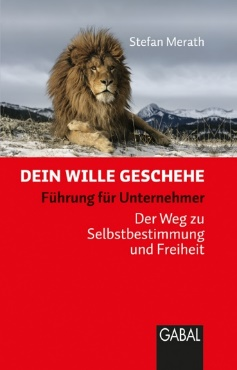 Stefan Merath
DEIN WILLE GESCHEHE
Führung für Unternehmer
Der Weg zu
Selbstbestimmung
und Freiheit
GABAL